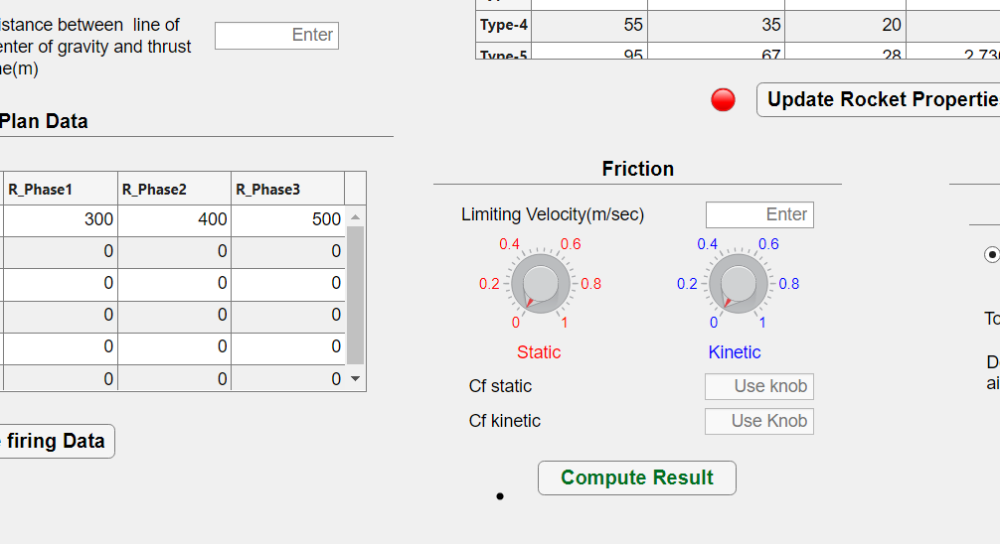 istance between line of
enter of gravity and thrust
ne(m)
Enter
Type-4 55 35 20
Type-5 95 67 28 2.73
Update Rocket Propertie
Plan Data
R_Phase1 R_Phase2 R_Phase3
300 400 500
0 0 0
0 0 0
0 0 0
0 0 0
0 0 0
firing Data
Friction
Limiting Velocity(m/sec) Enter
0.4 0.6 0.4 0.6
0.2 0.8 0.2 0.8
0 1 0 1
Static Kinetic
Cf static Use knob
Cf kinetic Use Knob
Compute Result
To
D
ai